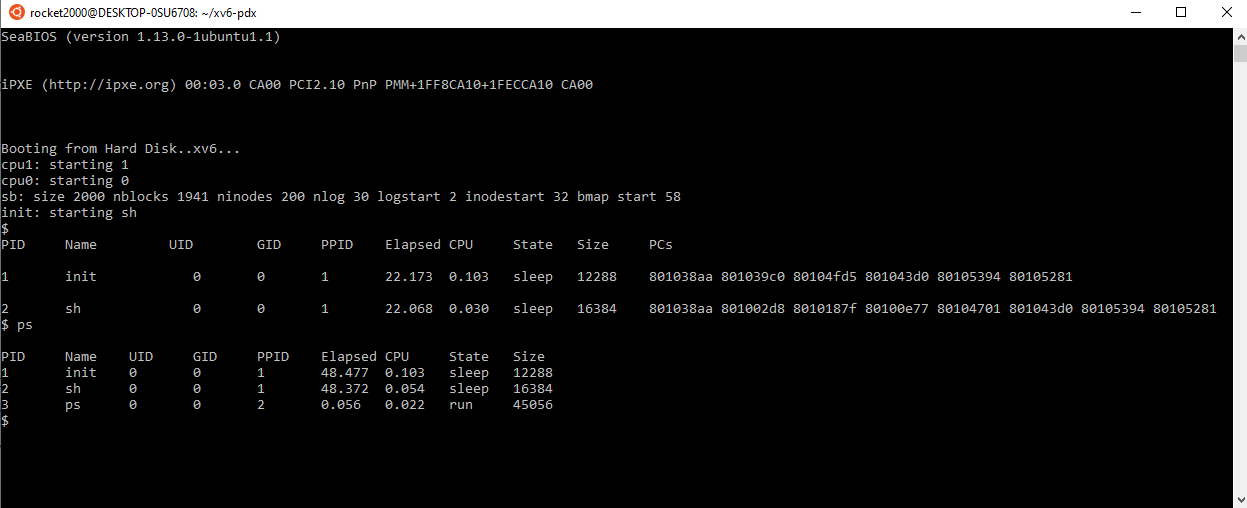 rocket2000@DESKTOP-0SU6708: ~/xv6-pdx
SeaBIOS (version 1.13.0-1ubuntu1.1)
iPXE (http://ipxe.org) 00:03.0 CA00 PCI2.10 PnP PMM+1FF8CA10+1FECCA10 CA00
Booting from Hard Disk..xv6...
cpu1: starting 1
cpu0: starting 0
sb: size 2000 nblocks 1941 ninodes 200 nlog 30 logstart 2 inodestart 32 bmap start 58
init: starting sh
$
PID Name UID GID PPID Elapsed CPU State Size PCs
1 init 0 0 1 22.173 0.103 sleep 12288 801038aa 801039c0 80104fd5 801043d0 80105394 80105281
2 sh 0 0 1 22.068 0.030 sleep 16384 801038aa 801002d8 8010187f 80100e77 80104701 801043d0 80105394 80105281
$ ps
PID Name UID GID PPID Elapsed CPU State Size
1 init 0 0 1 48.477 0.103 sleep 12288
2 sh 0 0 1 48.372 0.054 sleep 16384
3 ps 0 0 2 0.056 0.022 run 45056
$